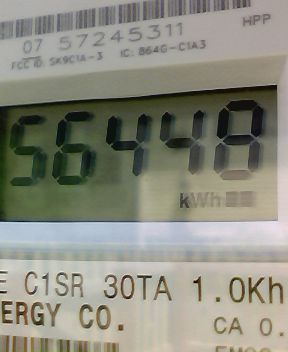 HPP
07 57245311
FCC ID: SK9C1A-3 IC: 864G-C1A3
56448
kWh
E C1SR 30TA 1.0Kh
NERGY CO. CA 0.